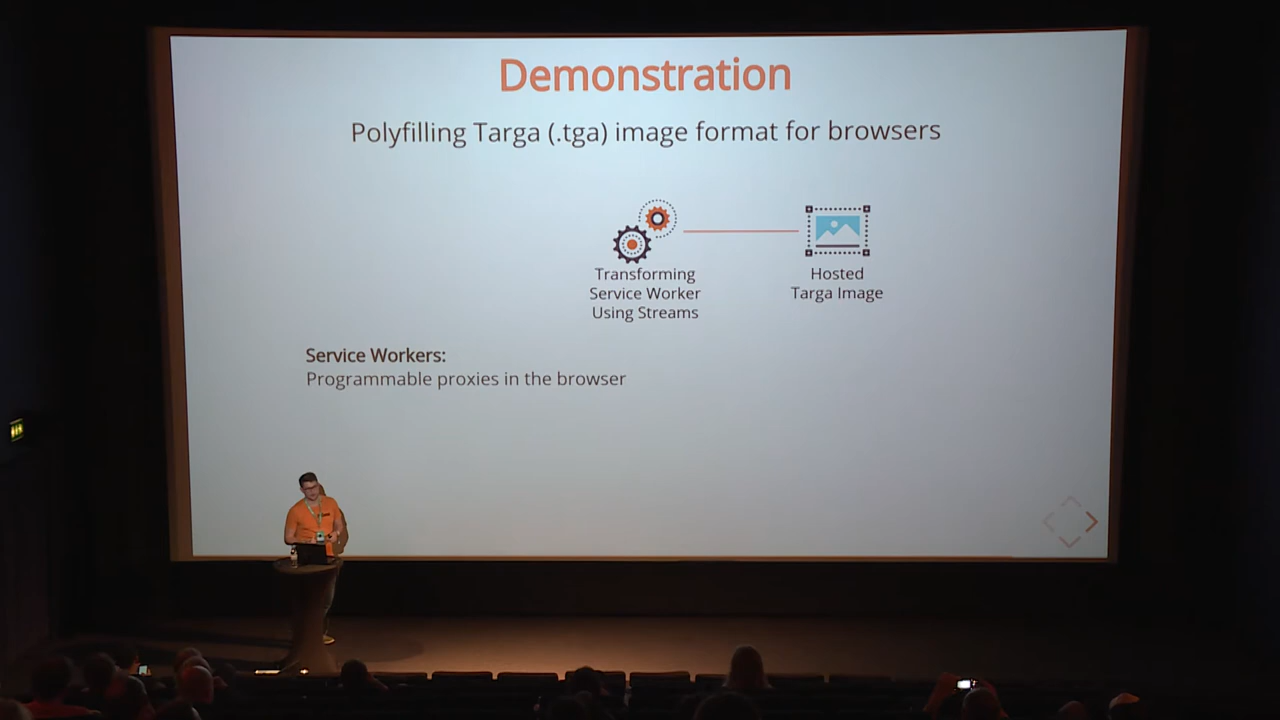 Demonstration
Polyfilling Targa (.tga) image format for browsers
Transforming
Service Worker
Using Streams
Hosted
Targa Image
Service Workers:
Programmable proxies in the browser